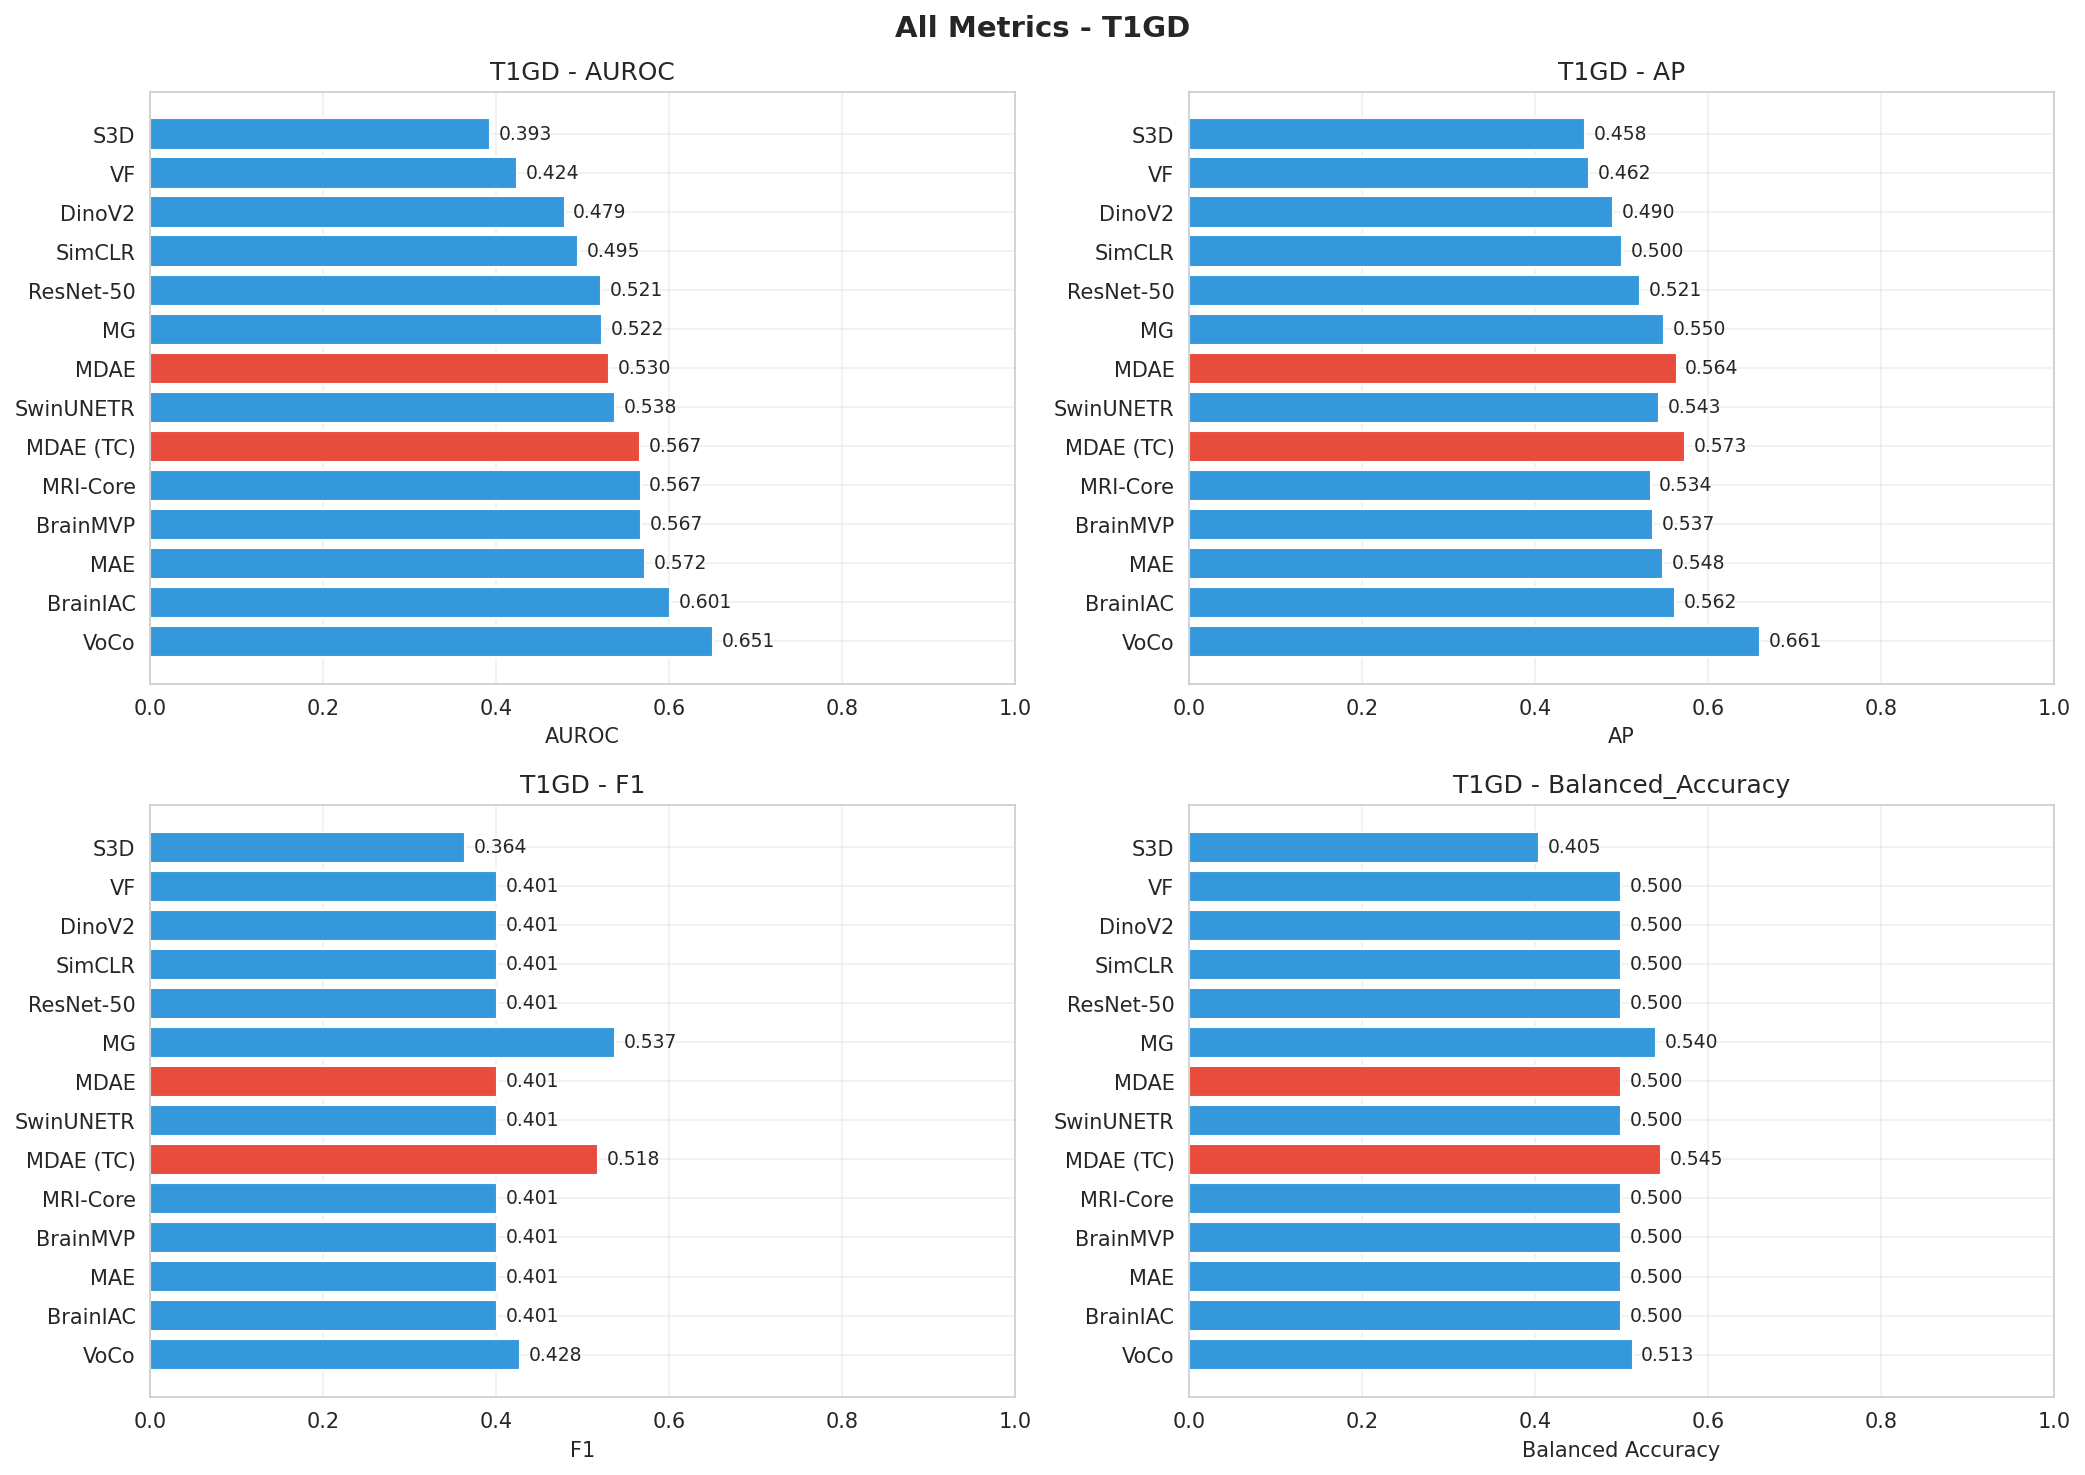 All Metrics - T1GD
T1GD - AUROC
S3D 0.393
VF 0.424
DinoV2 0.479
SimCLR 0.495
ResNet-50 0.521
MG 0.522
MDAE 0.530
SwinUNETR 0.538
MDAE (TC) 0.567
MRI-Core 0.567
BrainMVP 0.567
MAE 0.572
BrainIAC 0.601
VoCo 0.651
0.0 0.2 0.4 0.6 0.8 1.0
AUROC
T1GD - AP
S3D 0.458
VF 0.462
DinoV2 0.490
SimCLR 0.500
ResNet-50 0.521
MG 0.550
MDAE 0.564
SwinUNETR 0.543
MDAE (TC) 0.573
MRI-Core 0.534
BrainMVP 0.537
MAE 0.548
BrainIAC 0.562
VoCo 0.661
0.0 0.2 0.4 0.6 0.8 1.0
AP
T1GD - F1
S3D 0.364
VF 0.401
DinoV2 0.401
SimCLR 0.401
ResNet-50 0.401
MG 0.537
MDAE 0.401
SwinUNETR 0.401
MDAE (TC) 0.518
MRI-Core 0.401
BrainMVP 0.401
MAE 0.401
BrainIAC 0.401
VoCo 0.428
0.0 0.2 0.4 0.6 0.8 1.0
F1
T1GD - Balanced_Accuracy
S3D 0.405
VF 0.500
DinoV2 0.500
SimCLR 0.500
ResNet-50 0.500
MG 0.540
MDAE 0.500
SwinUNETR 0.500
MDAE (TC) 0.545
MRI-Core 0.500
BrainMVP 0.500
MAE 0.500
BrainIAC 0.500
VoCo 0.513
0.0 0.2 0.4 0.6 0.8 1.0
Balanced Accuracy